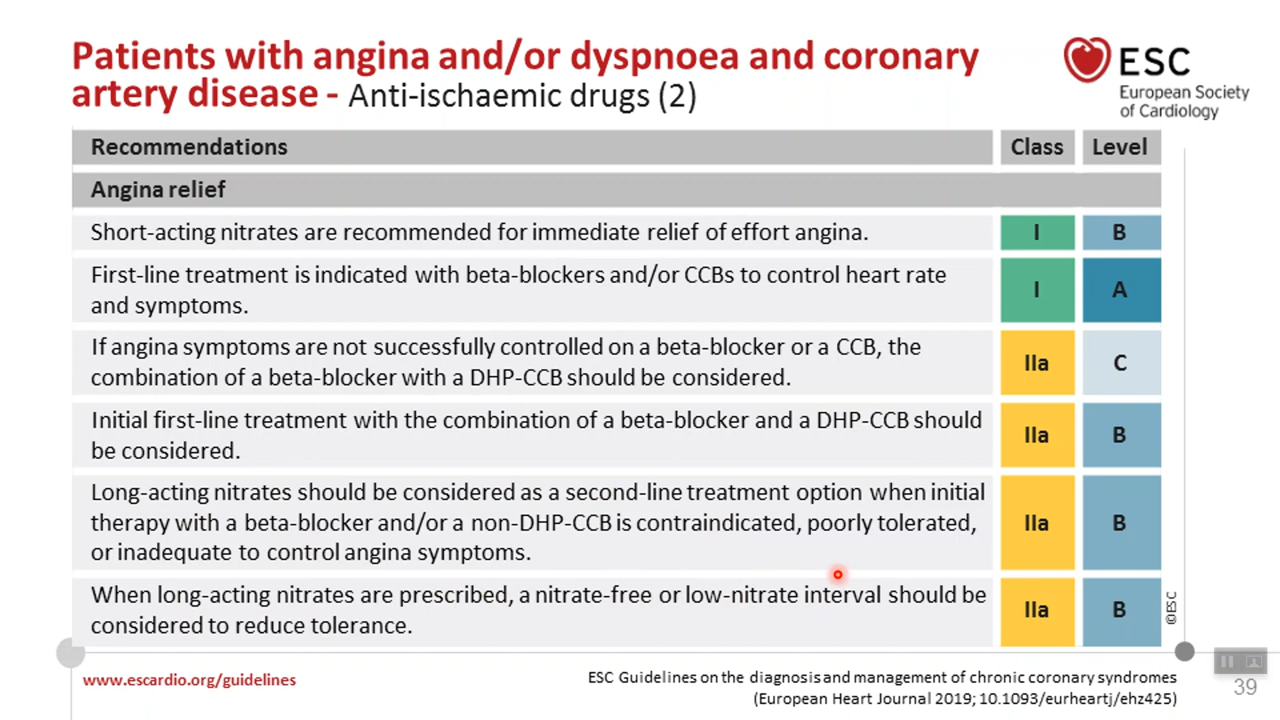 Patients with angina and/or dyspnoea and coronary
artery disease - Anti-ischaemic drugs (2)
ESC
European Society
of Cardiology
Recommendations Class Level
Angina relief
Short-acting nitrates are recommended for immediate relief of effort angina. I B
First-line treatment is indicated with beta-blockers and/or CCBs to control heart rate
and symptoms. I A
If angina symptoms are not successfully controlled on a beta-blocker or a CCB, the
combination of a beta-blocker with a DHP-CCB should be considered. IIa C
Initial first-line treatment with the combination of a beta-blocker and a DHP-CCB should
be considered. IIa B
Long-acting nitrates should be considered as a second-line treatment option when initial
therapy with a beta-blocker and/or a non-DHP-CCB is contraindicated, poorly tolerated,
or inadequate to control angina symptoms. IIa B
When long-acting nitrates are prescribed, a nitrate-free or low-nitrate interval should be
considered to reduce tolerance. IIa B
©ESC
www.escardio.org/guidelines
ESC Guidelines on the diagnosis and management of chronic coronary syndromes
(European Heart Journal 2019; 10.1093/eurheartj/ehz425)
39